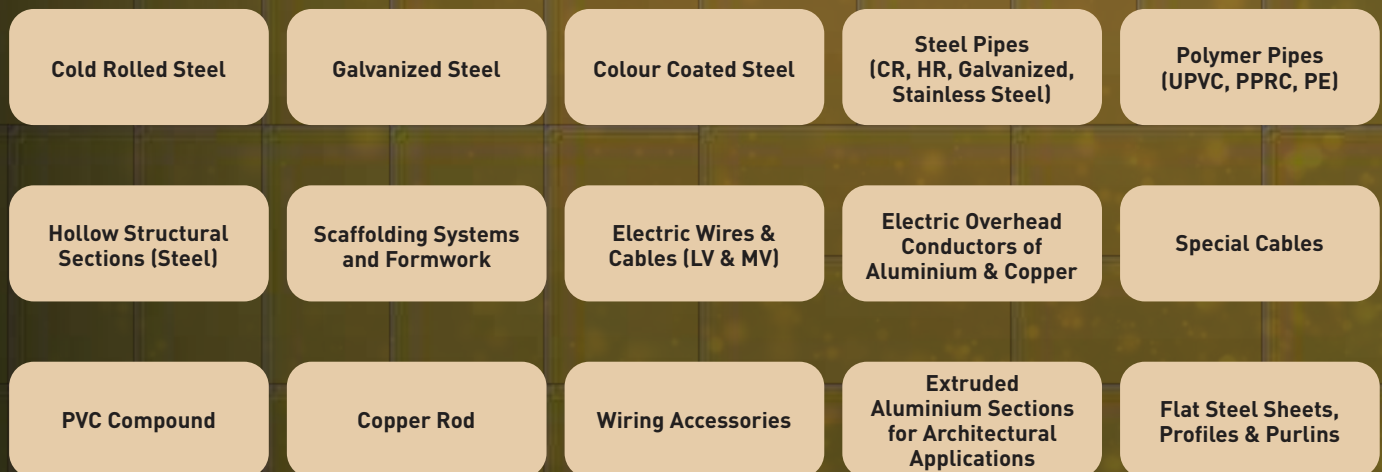 Cold Rolled Steel
Galvanized Steel
Colour Coated Steel
Steel Pipes
(CR, HR, Galvanized,
Stainless Steel)
Polymer Pipes
(UPVC, PPRC, PE)
Hollow Structural
Sections (Steel)
Scaffolding Systems
and Formwork
Electric Wires &
Cables (LV & MV)
Electric Overhead
Conductors of
Aluminium & Copper
Special Cables
PVC Compound
Copper Rod
Wiring Accessories
Extruded
Aluminium Sections
for Architectural
Applications
Flat Steel Sheets,
Profiles & Purlins